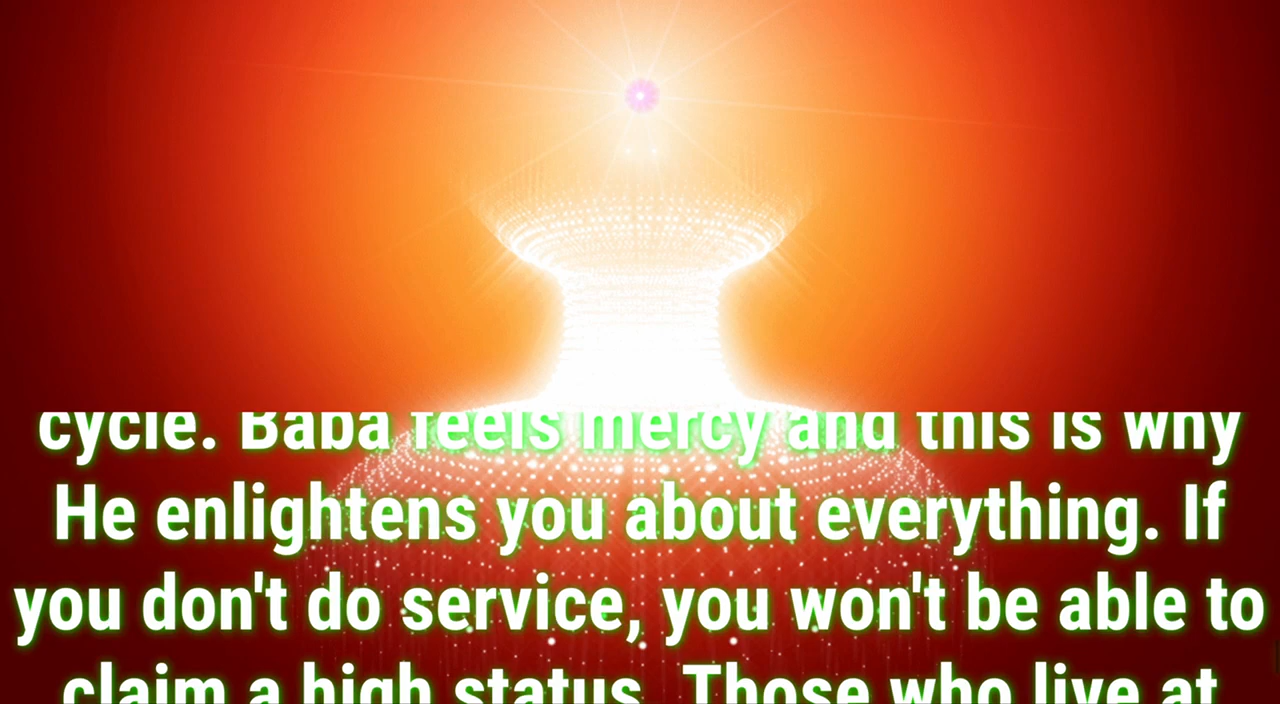 cycle. Baba feels mercy and this is why
He enlightens you about everything. If
you don't do service, you won't be able to
claim a high status. Those who live at